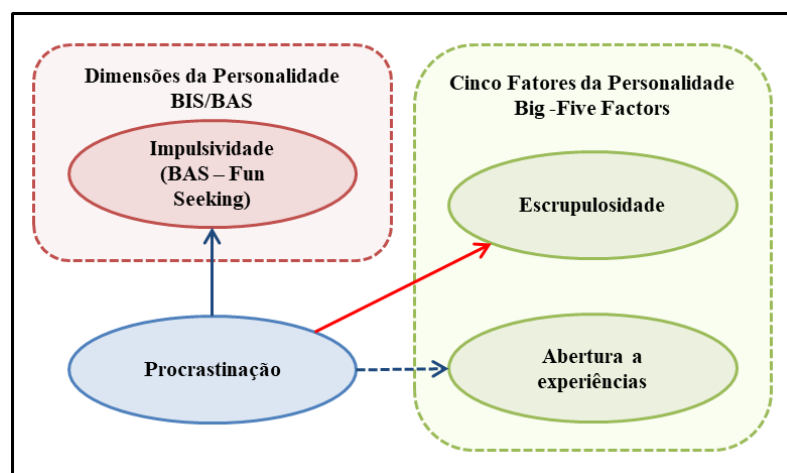 Dimensões da Personalidade
BIS/BAS
Impulsividade
(BAS – Fun
Seeking)
Cinco Fatores da Personalidade
Big -Five Factors
Escrupulosidade
Procrastinação
Abertura a
experiências